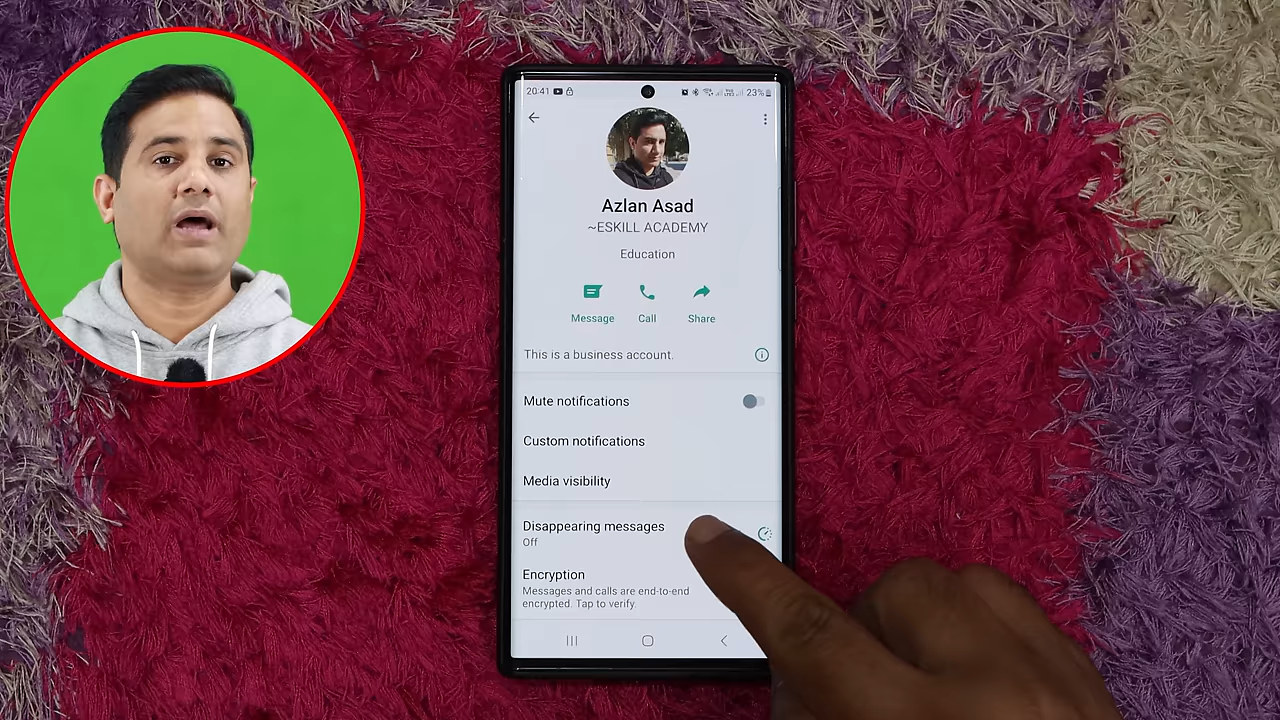 20:41
23%
Azlan Asad
~ESKILL ACADEMY
Education
Message Call Share
This is a business account.
Mute notifications
Custom notifications
Media visibility
Disappearing messages
Off
Encryption
Messages and calls are end-to-end
encrypted. Tap to verify.